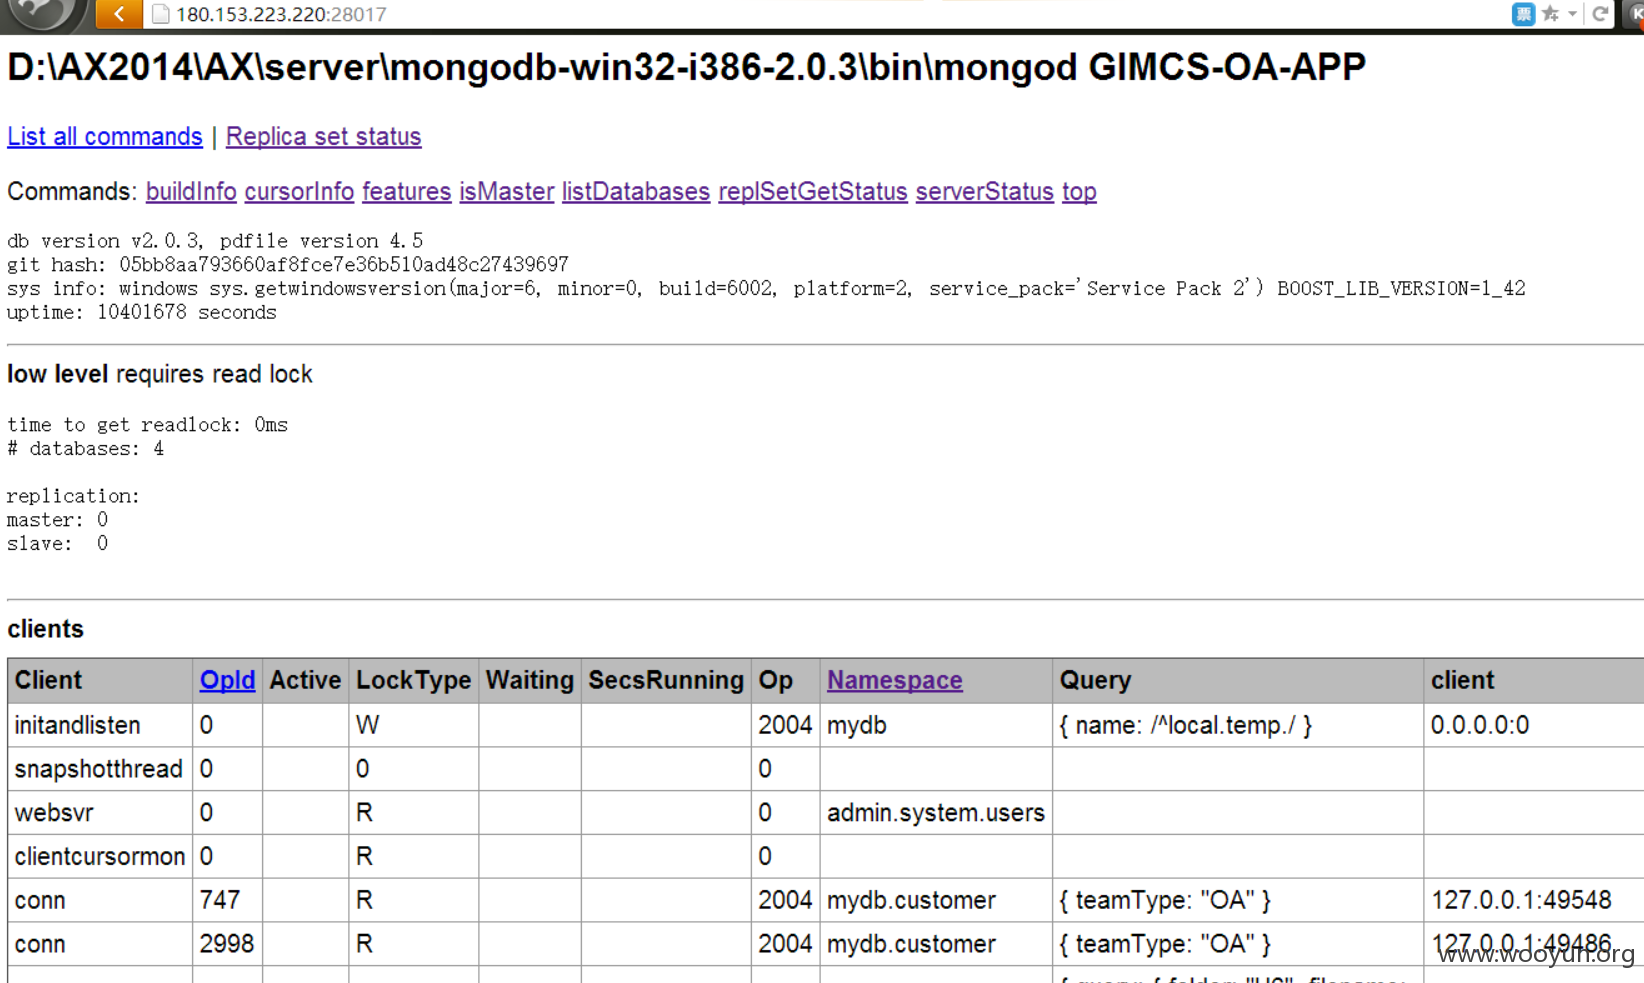 180.153.223.220:28017
D:\AX2014\AX\server\mongodb-win32-i386-2.0.3\bin\mongod GIMCS-OA-APP
List all commands | Replica set status
Commands: buildInfo cursorInfo features isMaster listDatabases replSetGetStatus serverStatus top
db version v2.0.3, pdfile version 4.5
git hash: 05bb8aa793660af8fce7e36b510ad48c27439697
sys info: windows sys.getwindowsversion(major=6, minor=0, build=6002, platform=2, service_pack='Service Pack 2') BOOST_LIB_VERSION=1_42
uptime: 10401678 seconds
low level requires read lock
time to get readlock: 0ms
# databases: 4
replication:
master: 0
slave: 0
clients
Client OpId Active LockType Waiting SecsRunning Op Namespace Query client
initandlisten 0 W 2004 mydb { name: /^local.temp./ } 0.0.0.0:0
snapshotthread 0 0 0
websvr 0 R 0 admin.system.users
clientcursormon 0 R 0
conn 747 R 2004 mydb.customer { teamType: "OA" } 127.0.0.1:49548
conn 2998 R 2004 mydb.customer { teamType: "OA" } 127.0.0.1:49486
www.wooyun.org
{ query: { folder: "US", filename: